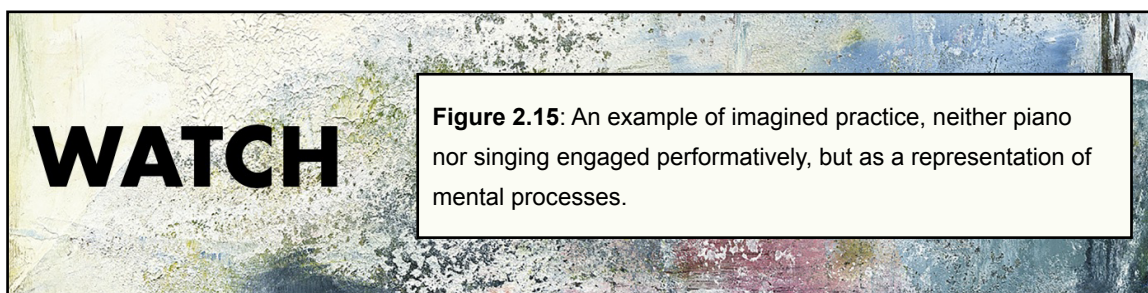 WATCH
Figure 2.15: An example of imagined practice, neither piano
nor singing engaged performatively, but as a representation of
mental processes.